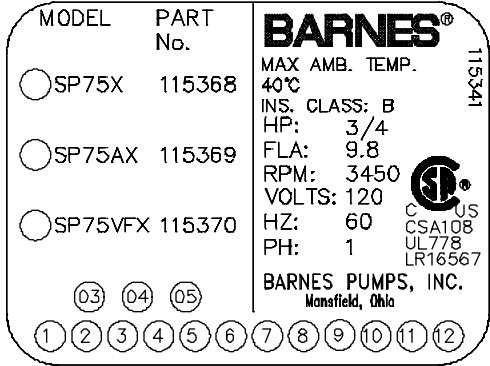 MODEL PART No.
SP75X 115368
SP75AX 115369
SP75VFX 115370
03 04 05
1 2 3 4 5 6 7 8 9 10 11 12
BARNES®
MAX AMB. TEMP.
40°C
INS. CLASS: B
HP: 3/4
FLA: 9.8
RPM: 3450
VOLTS: 120
HZ: 60
PH: 1
115341
SA ®
C US
CSA108
UL778
LR16567
BARNES PUMPS, INC.
Mansfield, Ohio